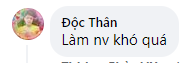 Độc Thân
Làm nv khó quá